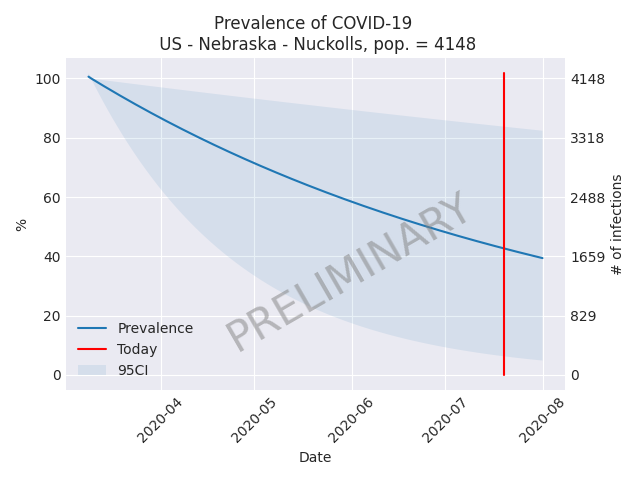 Prevalence of COVID-19
US - Nebraska - Nuckolls, pop. = 4148
100
80
60
40
20
0
%
4148
3318
2488
1659
829
0
# of infections
PRELIMINARY
Prevalence
Today
95CI
2020-04
2020-05
2020-06
2020-07
2020-08
Date